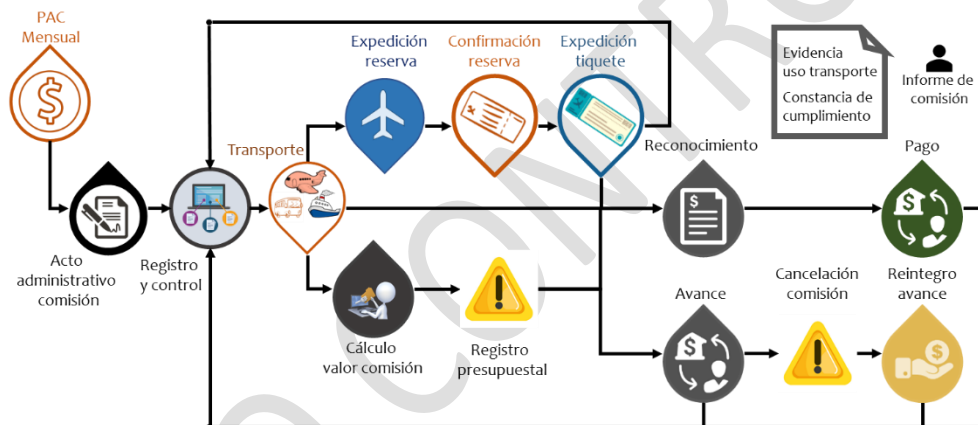 PAC
Mensual
Expedición
reserva
Confirmación
reserva
Expedición
tiquete
Evidencia
uso transporte
Constancia de
cumplimiento
Informe de
comisión
Transporte
Reconocimiento
Pago
Acto
administrativo
comisión
Registro
y control
Cálculo
valor comisión
Registro
presupuestal
Avance
Cancelación
comisión
Reintegro
avance